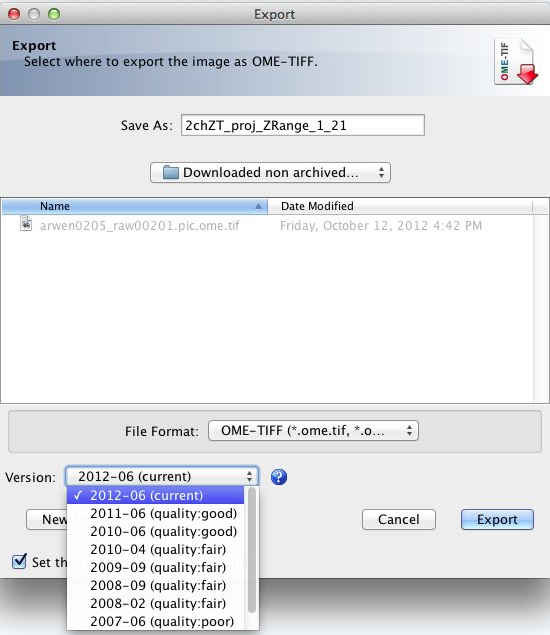 Export
Export
Select where to export the image as OME-TIFF.
OME-TIF
Save As: 2chZT_proj_ZRange_1_21
Downloaded non archived...
Name Date Modified
arwen0205_raw00201.pic.ome.tif Friday, October 12, 2012 4:42 PM
File Format: OME-TIFF (*.ome.tif, *.o...
Version: 2012-06 (current) ?
✓ 2012-06 (current)
2011-06 (quality:good)
2010-06 (quality:good)
2010-04 (quality:fair)
2009-09 (quality:fair)
2008-09 (quality:fair)
2008-02 (quality:fair)
2007-06 (quality:poor)
Cancel Export
Set the